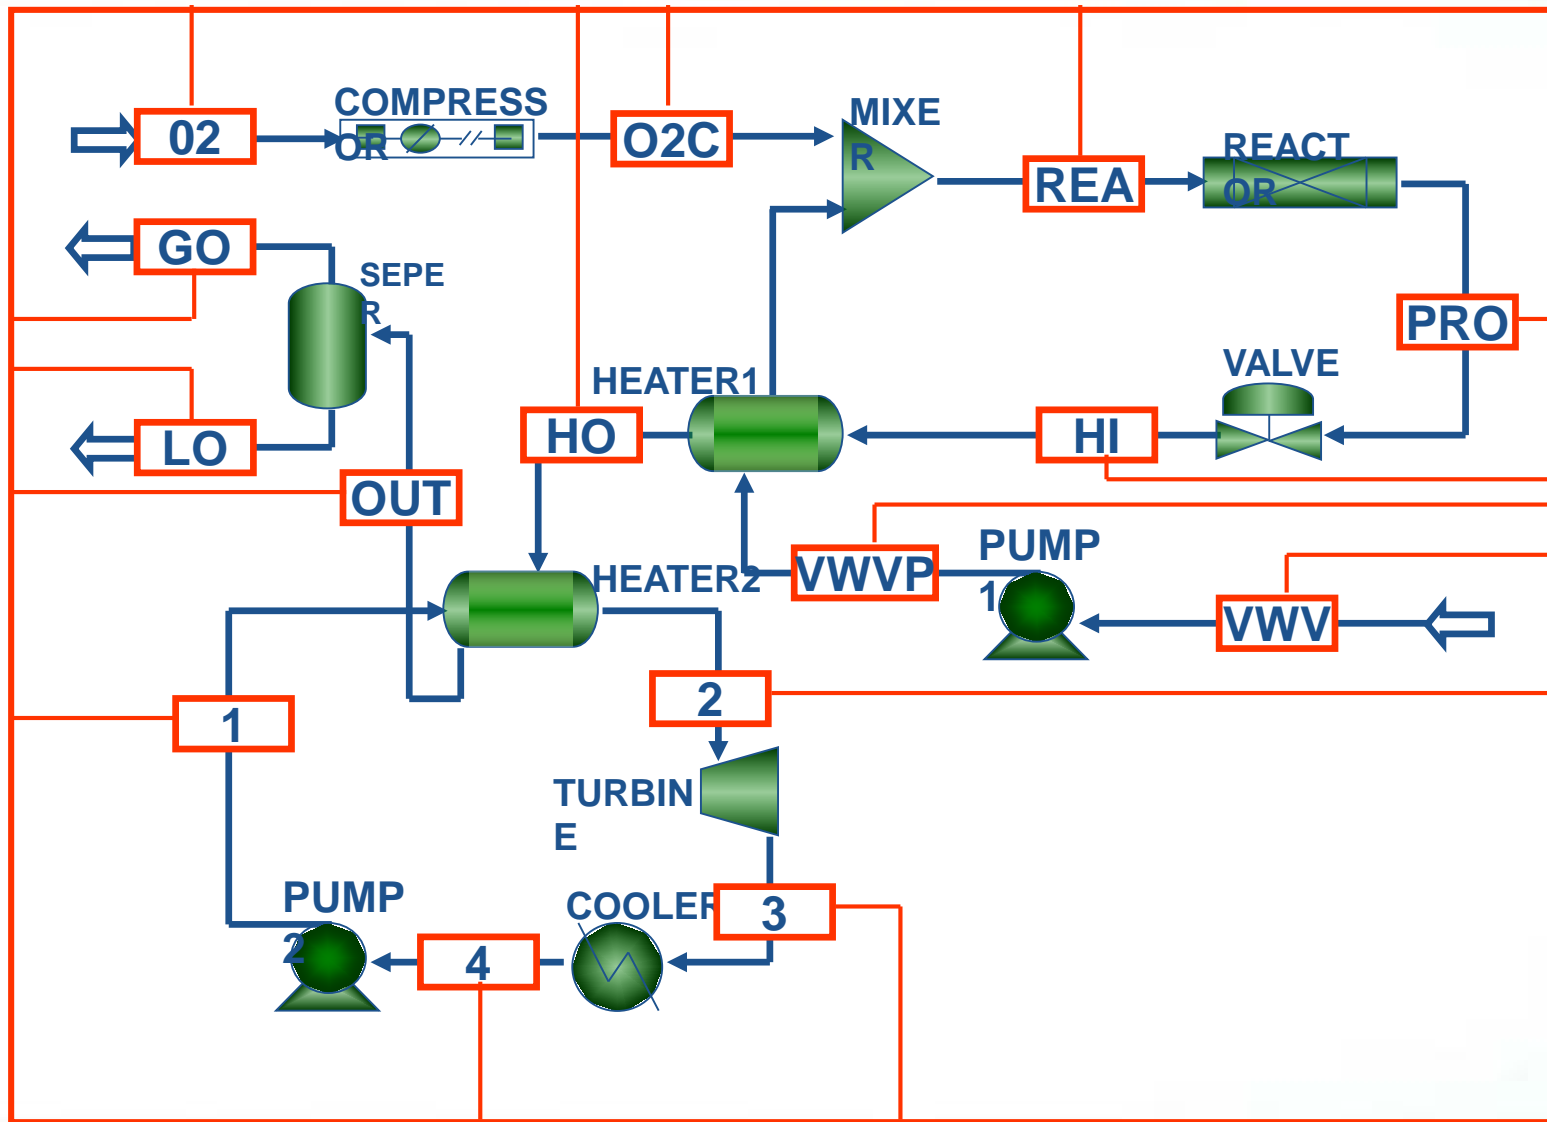 COMPRESS
OR
02
O2C
MIXE
R
REA
REACT
OR
GO
SEPE
R
PRO
VALVE
HEATER1
LO
HO
HI
OUT
PUMP
1
HEATER2
VWVP
VWV
1
2
TURBIN
E
PUMP
2
COOLER
3
4